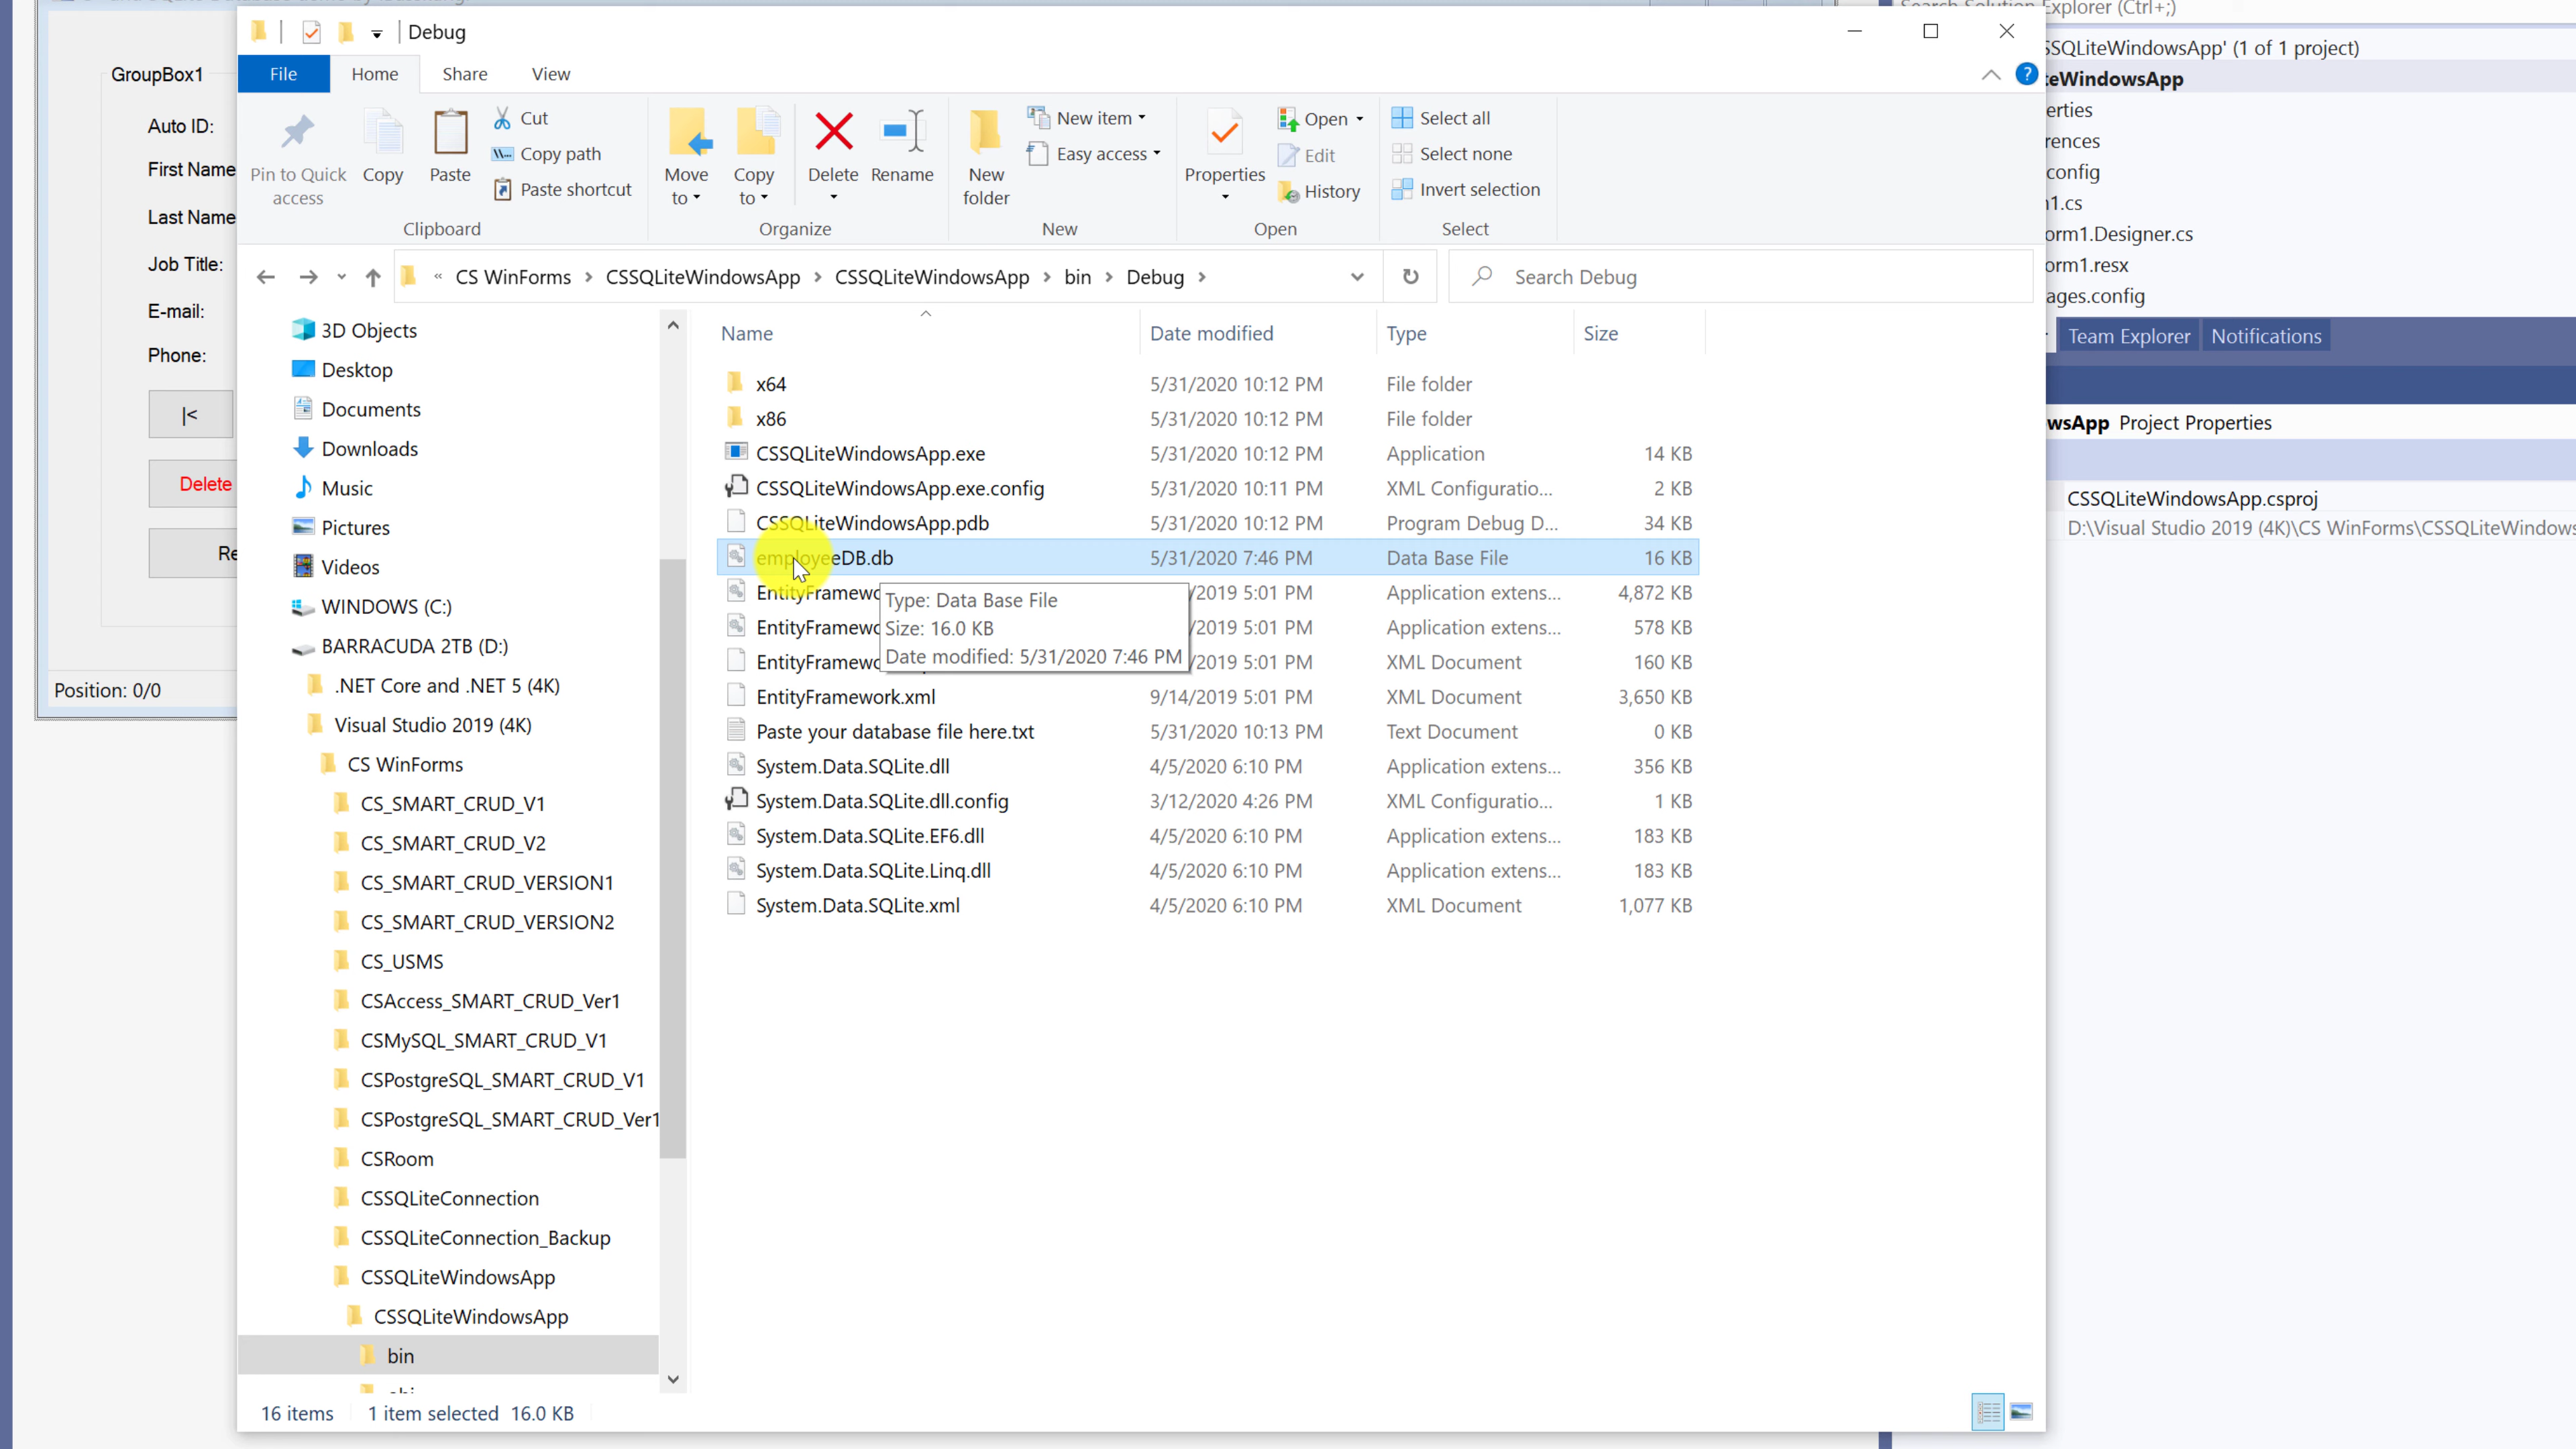 Debug
File Home Share View
Pin to Quick access
Copy
Paste
Cut
Copy path
Paste shortcut
Clipboard
Move to
Copy to
Delete
Rename
Organize
New folder
New item
Easy access
New
Properties
Open
Edit
History
Open
Select all
Select none
Invert selection
Select
« CS WinForms > CSSQLiteWindowsApp > CSSQLiteWindowsApp > bin > Debug >
Search Debug
GroupBox1
Auto ID:
First Name
Last Name
Job Title:
E-mail:
Phone:
|<
Delete
Re
Position: 0/0
3D Objects
Desktop
Documents
Downloads
Music
Pictures
Videos
WINDOWS (C:)
BARRACUDA 2TB (D:)
.NET Core and .NET 5 (4K)
Visual Studio 2019 (4K)
CS WinForms
CS_SMART_CRUD_V1
CS_SMART_CRUD_V2
CS_SMART_CRUD_VERSION1
CS_SMART_CRUD_VERSION2
CS_USMS
CSAccess_SMART_CRUD_Ver1
CSMySQL_SMART_CRUD_V1
CSPostgreSQL_SMART_CRUD_V1
CSPostgreSQL_SMART_CRUD_Ver1
CSRoom
CSSQLiteConnection
CSSQLiteConnection_Backup
CSSQLiteWindowsApp
CSSQLiteWindowsApp
bin
Name Date modified Type Size
x64 5/31/2020 10:12 PM File folder
x86 5/31/2020 10:12 PM File folder
CSSQLiteWindowsApp.exe 5/31/2020 10:12 PM Application 14 KB
CSSQLiteWindowsApp.exe.config 5/31/2020 10:11 PM XML Configuratio... 2 KB
CSSQLiteWindowsApp.pdb 5/31/2020 10:12 PM Program Debug D... 34 KB
employeeDB.db 5/31/2020 7:46 PM Data Base File 16 KB
EntityFramewo /2019 5:01 PM Application extens... 4,872 KB
EntityFramewo /2019 5:01 PM Application extens... 578 KB
EntityFramewo /2019 5:01 PM XML Document 160 KB
Type: Data Base File
Size: 16.0 KB
Date modified: 5/31/2020 7:46 PM
EntityFramework.xml 9/14/2019 5:01 PM XML Document 3,650 KB
Paste your database file here.txt 5/31/2020 10:13 PM Text Document 0 KB
System.Data.SQLite.dll 4/5/2020 6:10 PM Application extens... 356 KB
System.Data.SQLite.dll.config 3/12/2020 4:26 PM XML Configuratio... 1 KB
System.Data.SQLite.EF6.dll 4/5/2020 6:10 PM Application extens... 183 KB
System.Data.SQLite.Linq.dll 4/5/2020 6:10 PM Application extens... 183 KB
System.Data.SQLite.xml 4/5/2020 6:10 PM XML Document 1,077 KB
16 items 1 item selected 16.0 KB
Search Solution Explorer (Ctrl+;)
SSQLiteWindowsApp' (1 of 1 project)
teWindowsApp
erties
rences
config
1.cs
orm1.Designer.cs
orm1.resx
ages.config
Team Explorer Notifications
wsApp Project Properties
CSSQLiteWindowsApp.csproj
D:\Visual Studio 2019 (4K)\CS WinForms\CSSQLiteWindows